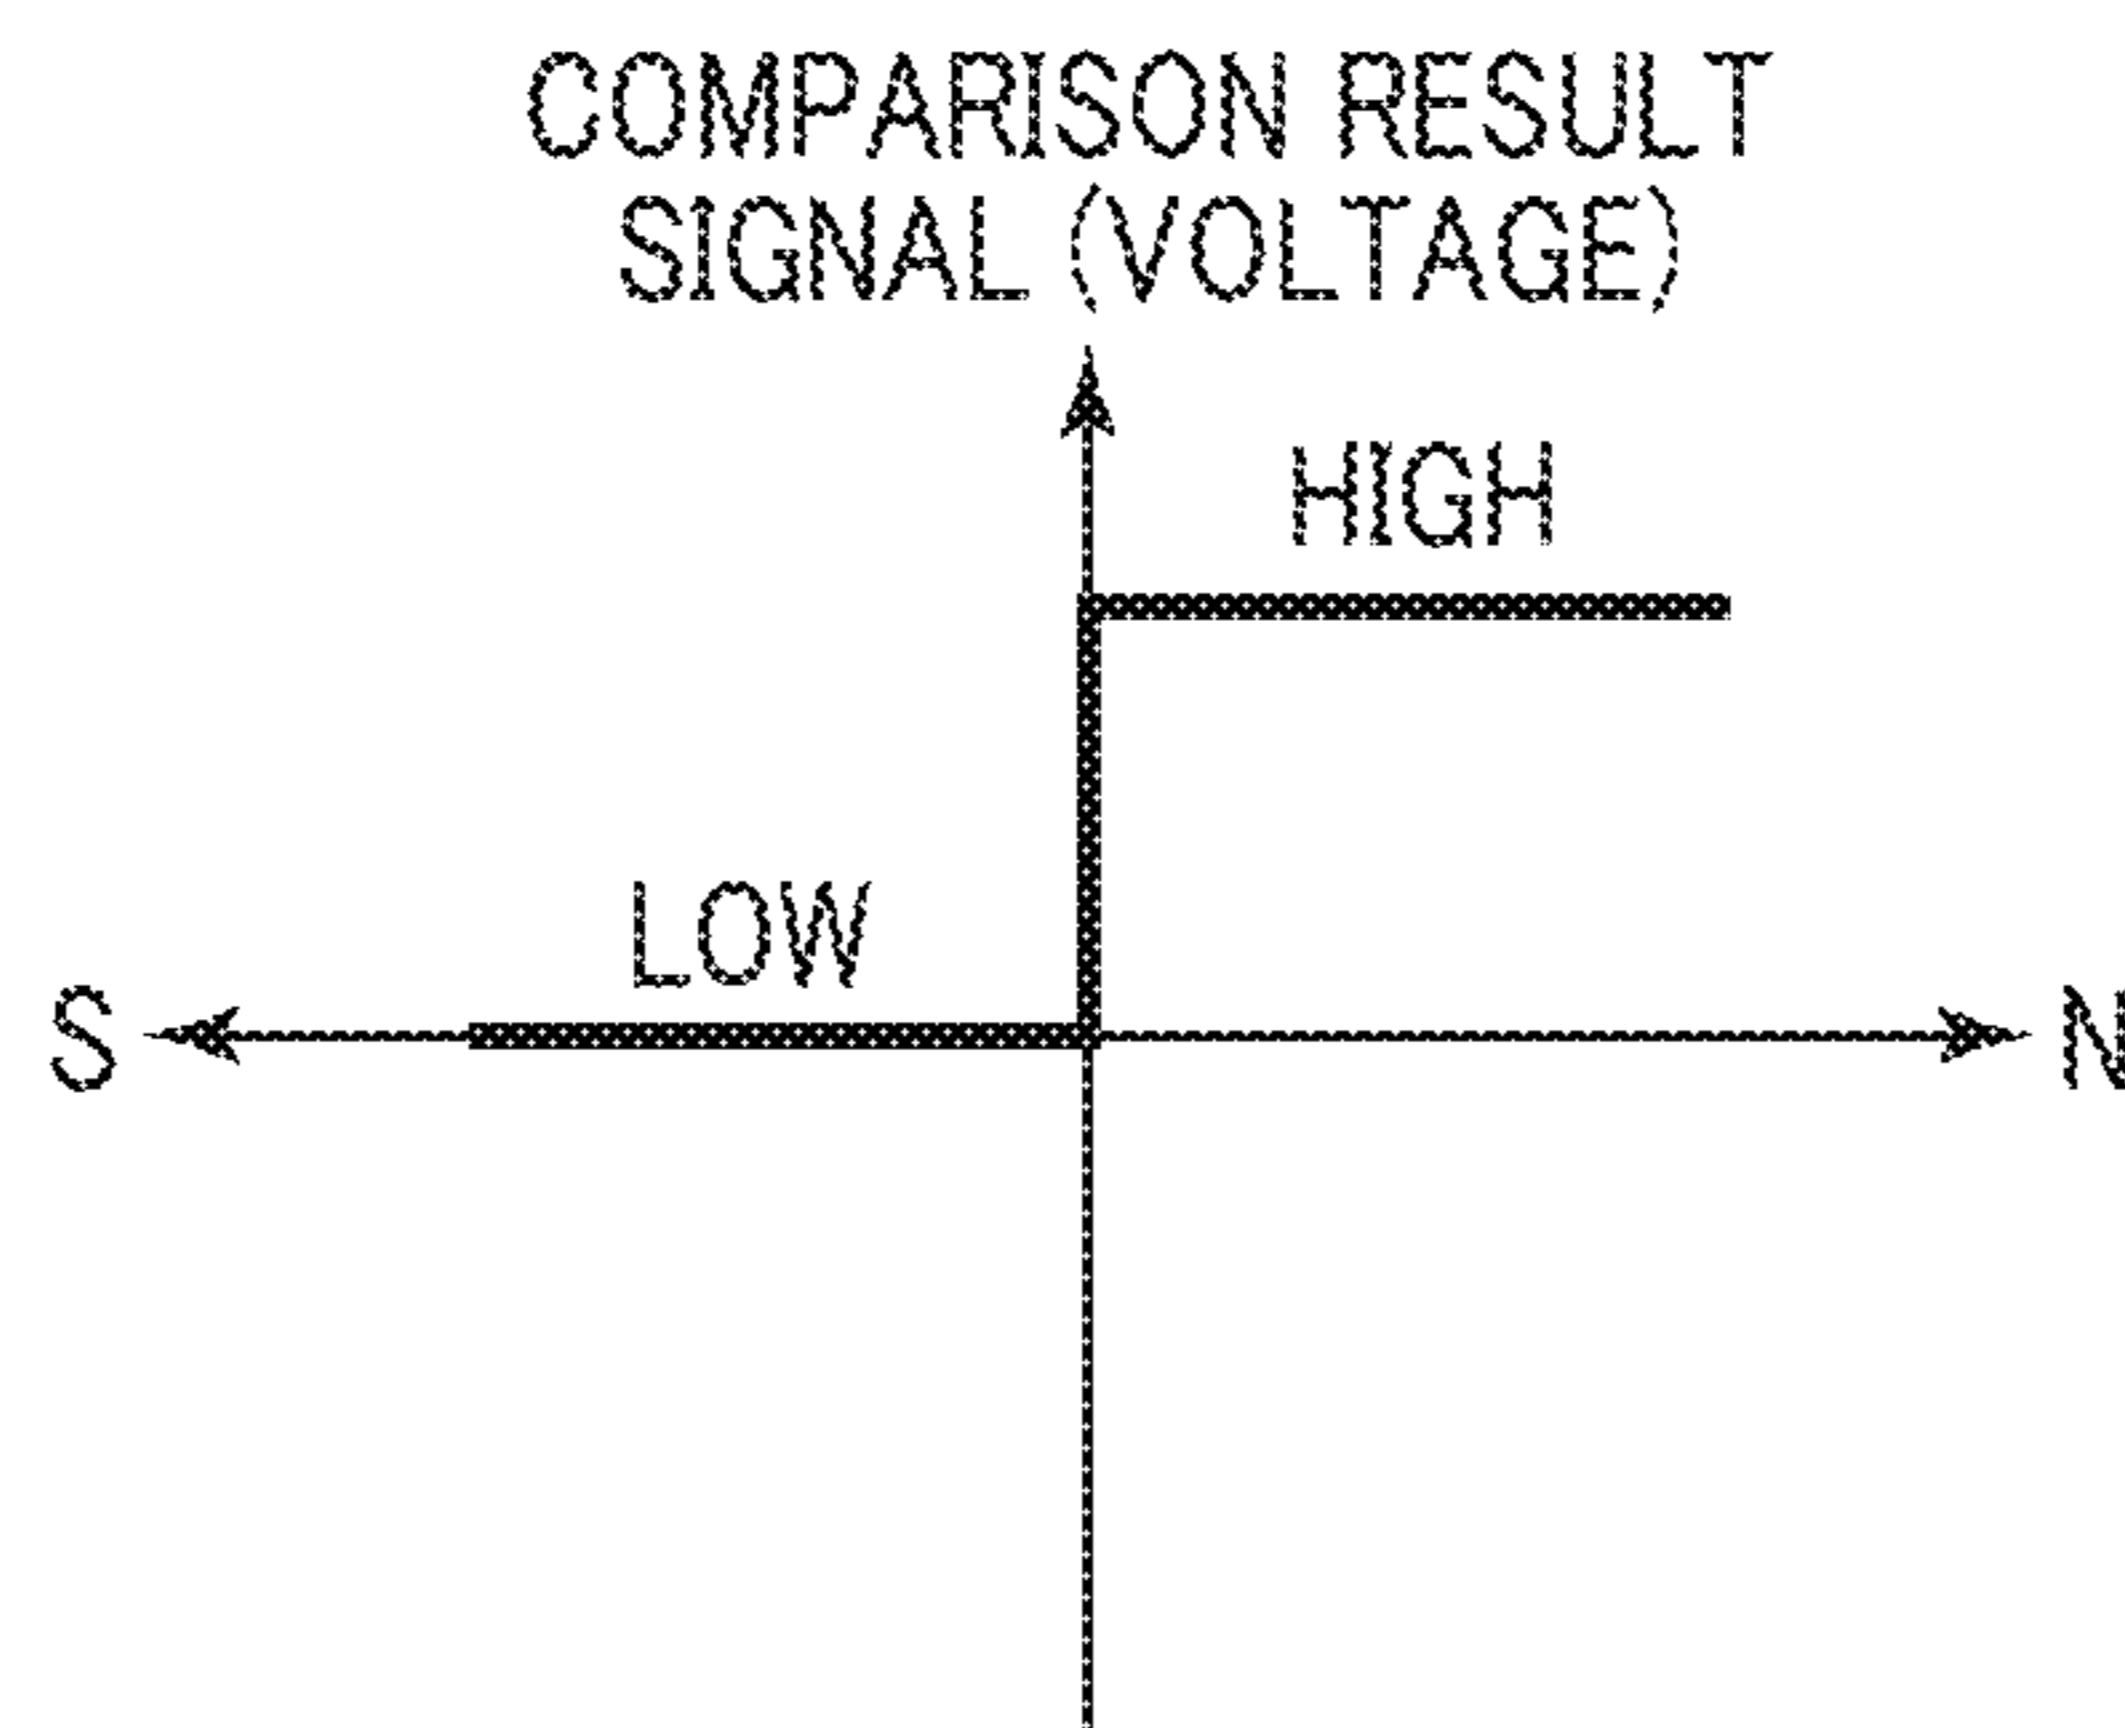 COMPARISON RESULT
SIGNAL (VOLTAGE)
HIGH
LOW
S
N